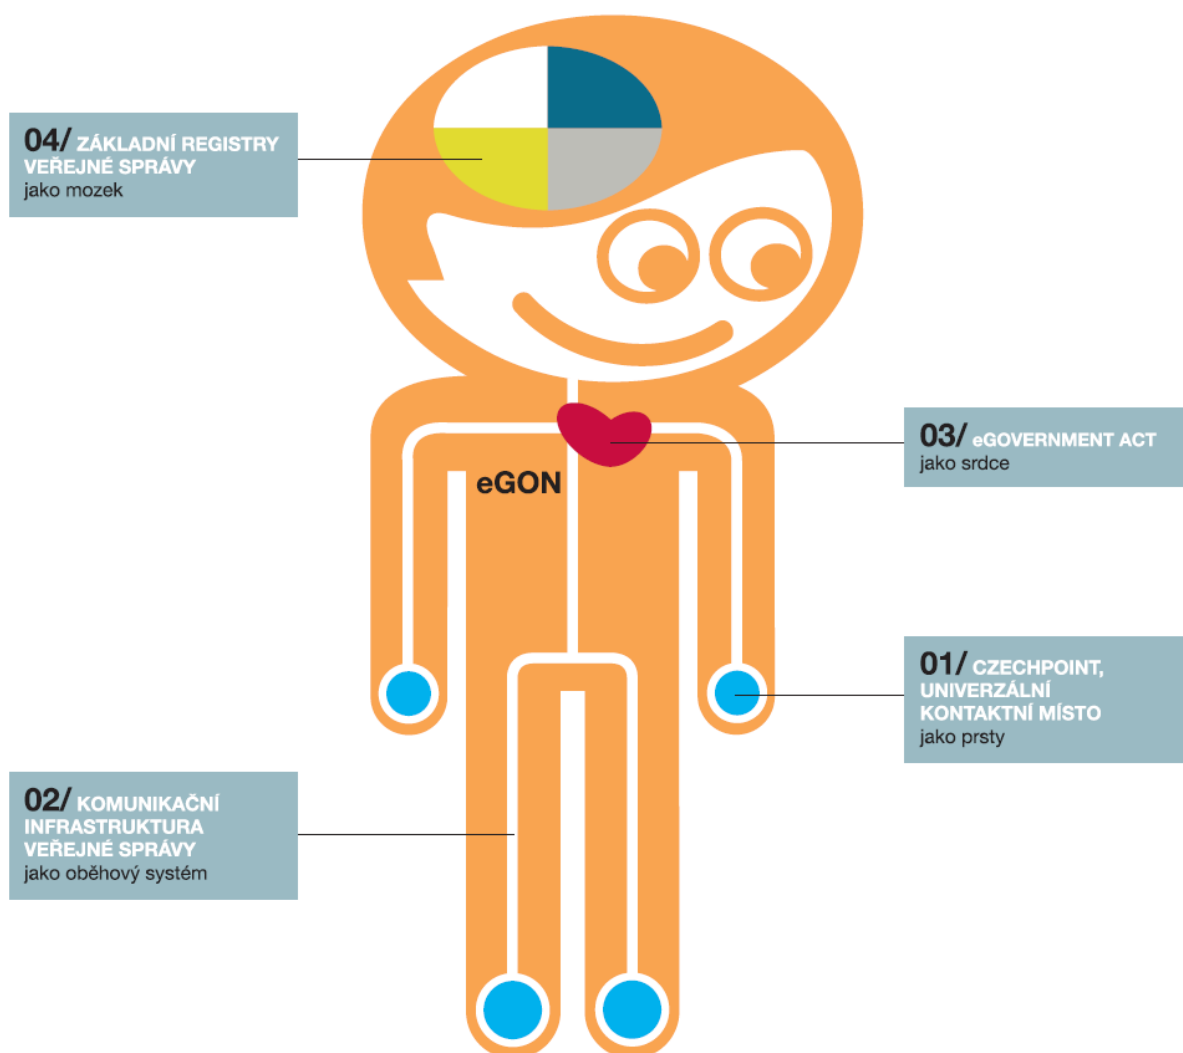 04/ ZÁKLADNÍ REGISTRY
VEŘEJNÉ SPRÁVY
jako mozek
03/ eGOVERNMENT ACT
jako srdce
eGON
01/ CZECHPOINT,
UNIVERZÁLNÍ
KONTAKTNÍ MÍSTO
jako prsty
02/ KOMUNIKAČNÍ
INFRASTRUKTURA
VEŘEJNÉ SPRÁVY
jako oběhový systém